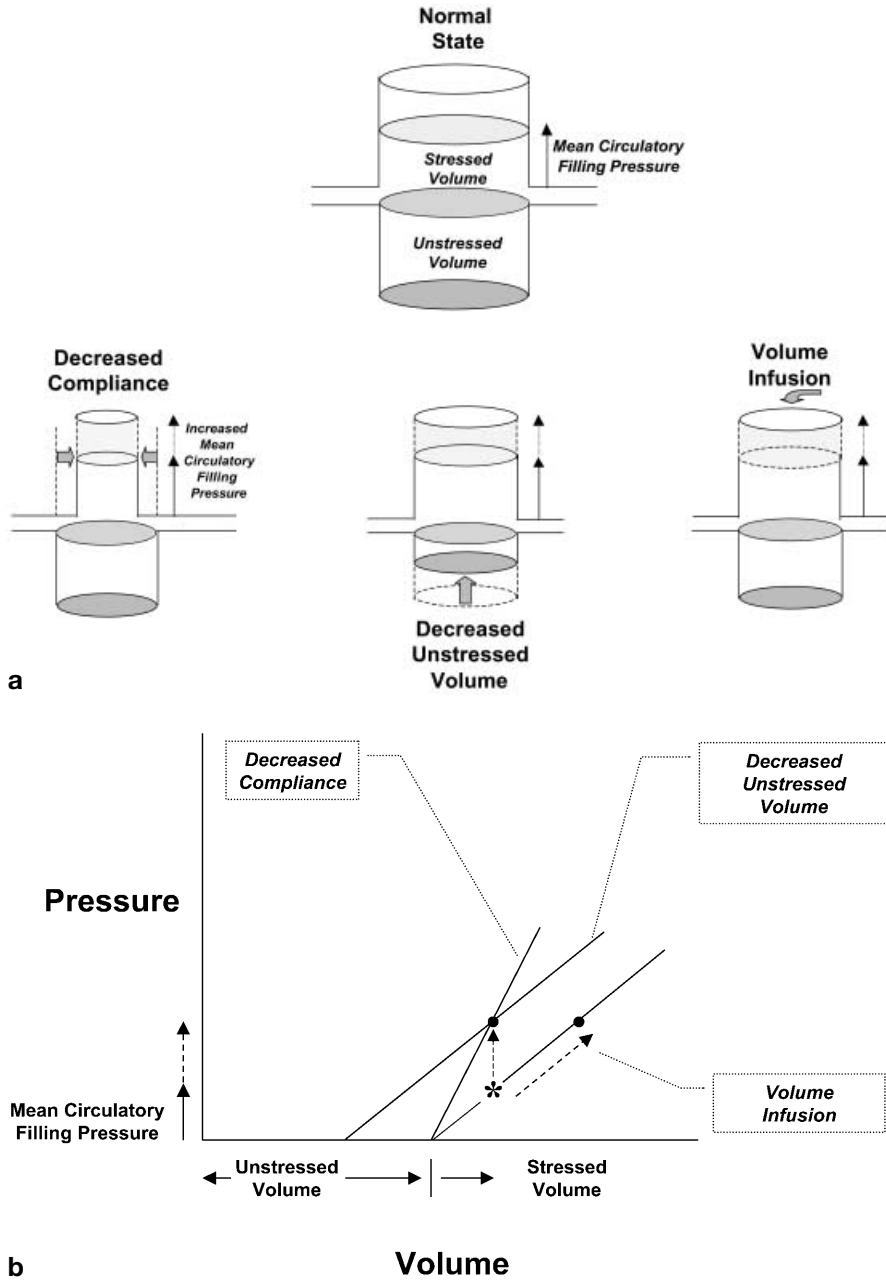 Normal
State
Stressed
Volume
Mean Circulatory
Filling Pressure
Unstressed
Volume
Decreased
Compliance
Increased
Mean
Circulatory
Filling
Pressure
Decreased
Unstressed
Volume
Volume
Infusion
a
Decreased
Compliance
Decreased
Unstressed
Volume
Pressure
*
Mean Circulatory
Filling Pressure
Volume
Infusion
Unstressed
Volume
Stressed
Volume
b
Volume